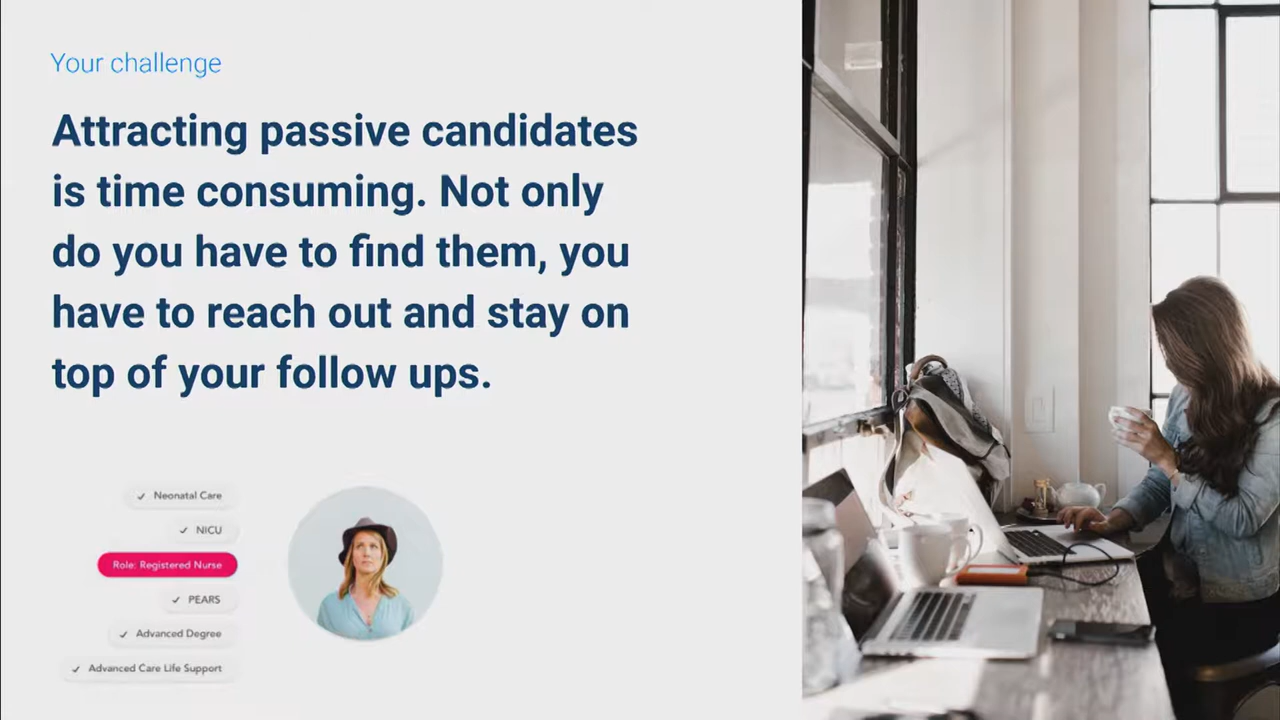 Your challenge
Attracting passive candidates
is time consuming. Not only
do you have to find them, you
have to reach out and stay on
top of your follow ups.
Neonatal Care
NICU
Role: Registered Nurse
PEARS
Advanced Degree
Advanced Care Life Support